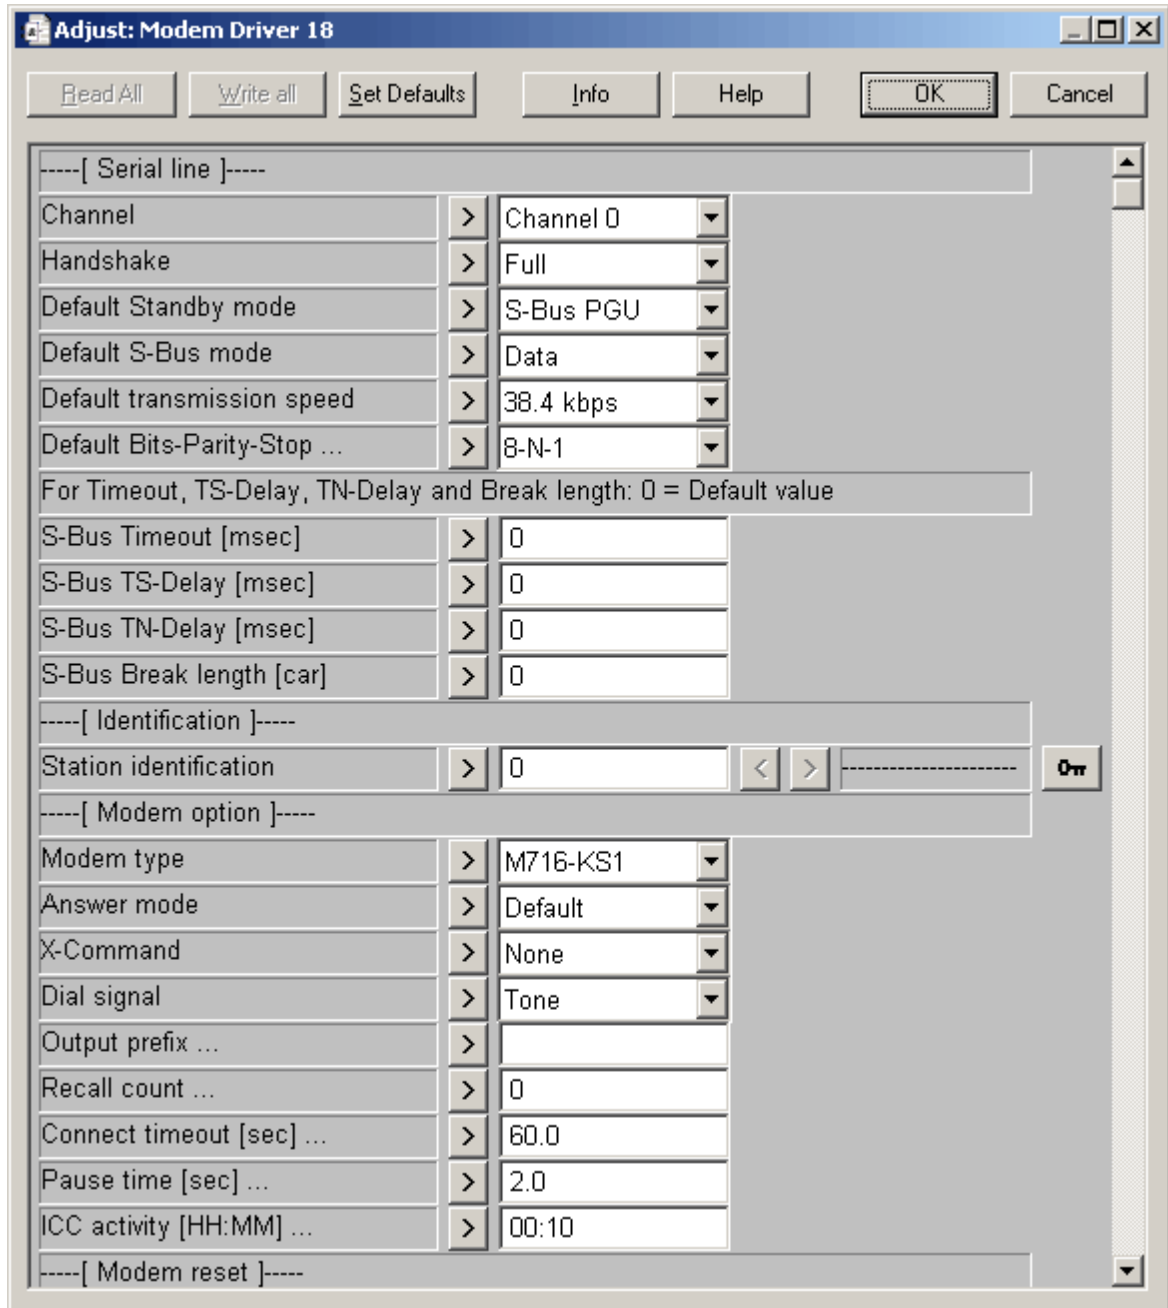 Adjust: Modem Driver 18
Read All Write all Set Defaults Info Help OK Cancel
-----[ Serial line ]-----
Channel > Channel 0
Handshake > Full
Default Standby mode > S-Bus PGU
Default S-Bus mode > Data
Default transmission speed > 38.4 kbps
Default Bits-Parity-Stop ... > 8-N-1
For Timeout, TS-Delay, TN-Delay and Break length: 0 = Default value
S-Bus Timeout [msec] > 0
S-Bus TS-Delay [msec] > 0
S-Bus TN-Delay [msec] > 0
S-Bus Break length [car] > 0
-----[ Identification ]-----
Station identification > 0 < > ----------------------
-----[ Modem option ]-----
Modem type > M716-KS1
Answer mode > Default
X-Command > None
Dial signal > Tone
Output prefix ... >
Recall count ... > 0
Connect timeout [sec] ... > 60.0
Pause time [sec] ... > 2.0
ICC activity [HH:MM] ... > 00:10
-----[ Modem reset ]-----